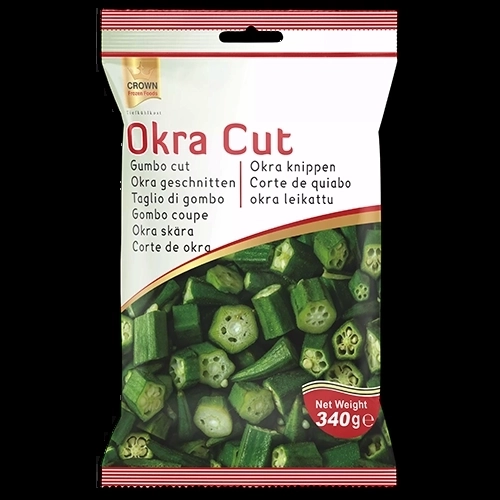 CROWN
Frozen Foods
Tiefkühlkost
Okra Cut
Gumbo cut
Okra geschnitten
Taglio di gombo
Gombo coupe
Okra skära
Corte de okra
Okra knippen
Corte de quiabo
okra leikattu
Net Weight
340g℮